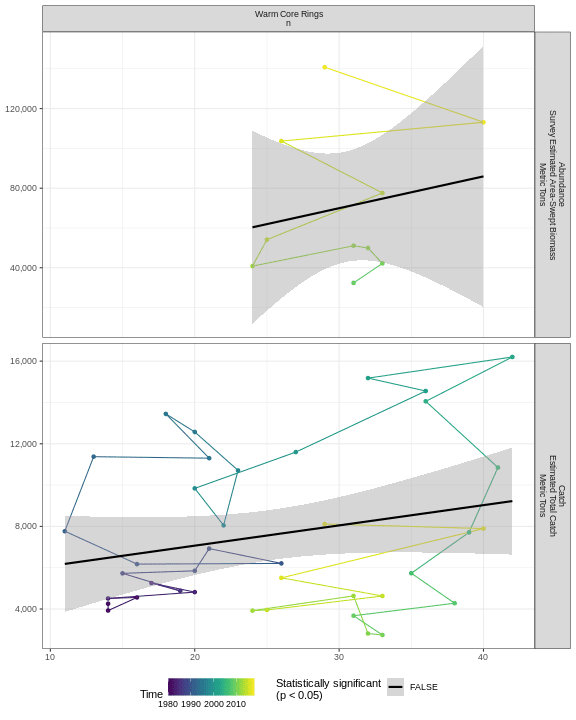 Warm Core Rings
n
120,000
80,000
40,000
Abundance
Survey Estimated Area-Swept Biomass
Metric Tons
16,000
12,000
8,000
4,000
Catch
Estimated Total Catch
Metric Tons
10 20 30 40
Time
1980 1990 2000 2010
Statistically significant
(p < 0.05)
FALSE